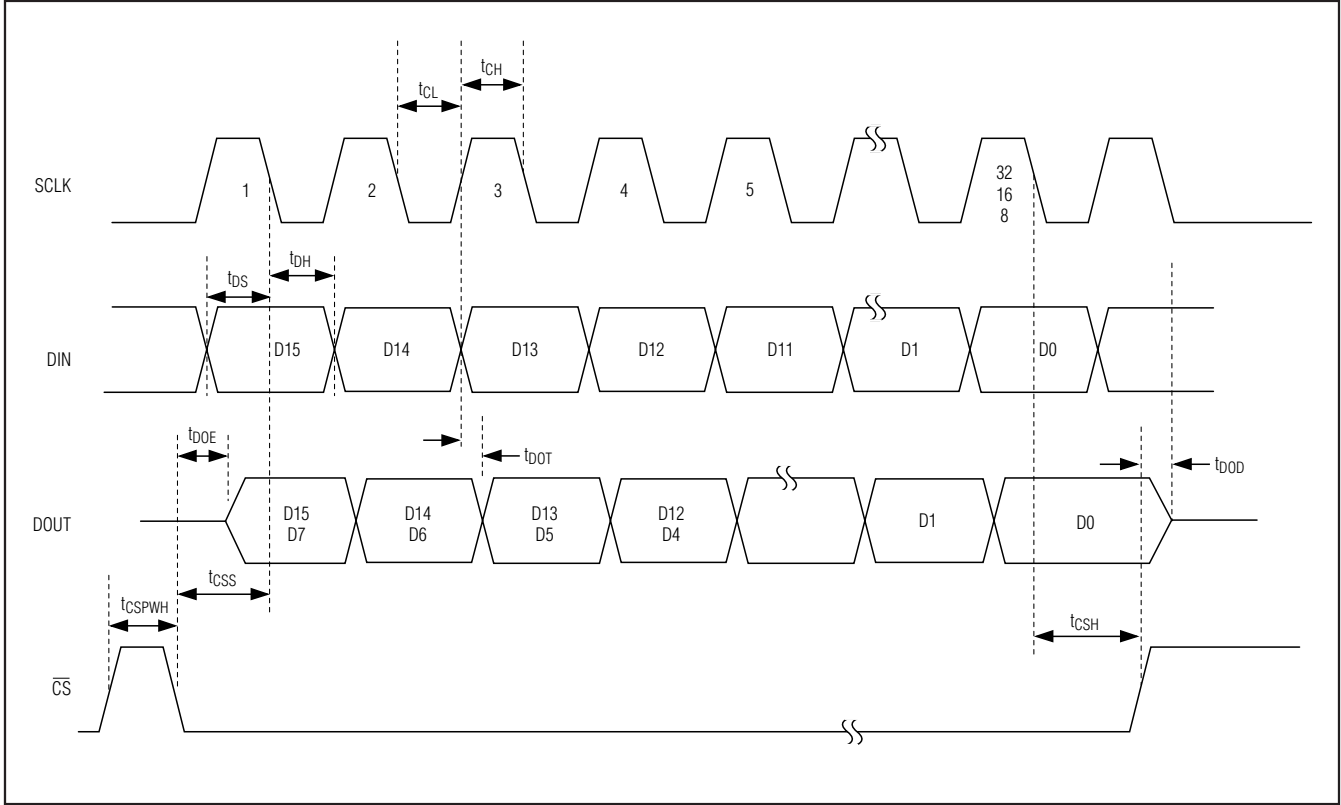 tCH
tCL
SCLK 1 2 3 4 5 32
16
8
tDH
tDS
DIN D15 D14 D13 D12 D11 D1 D0
tDOE
tDOT
tDOD
DOUT D15 D14 D13 D12 D1 D0
D7 D6 D5 D4
tCSS
tCSPWH
tCSH
CS